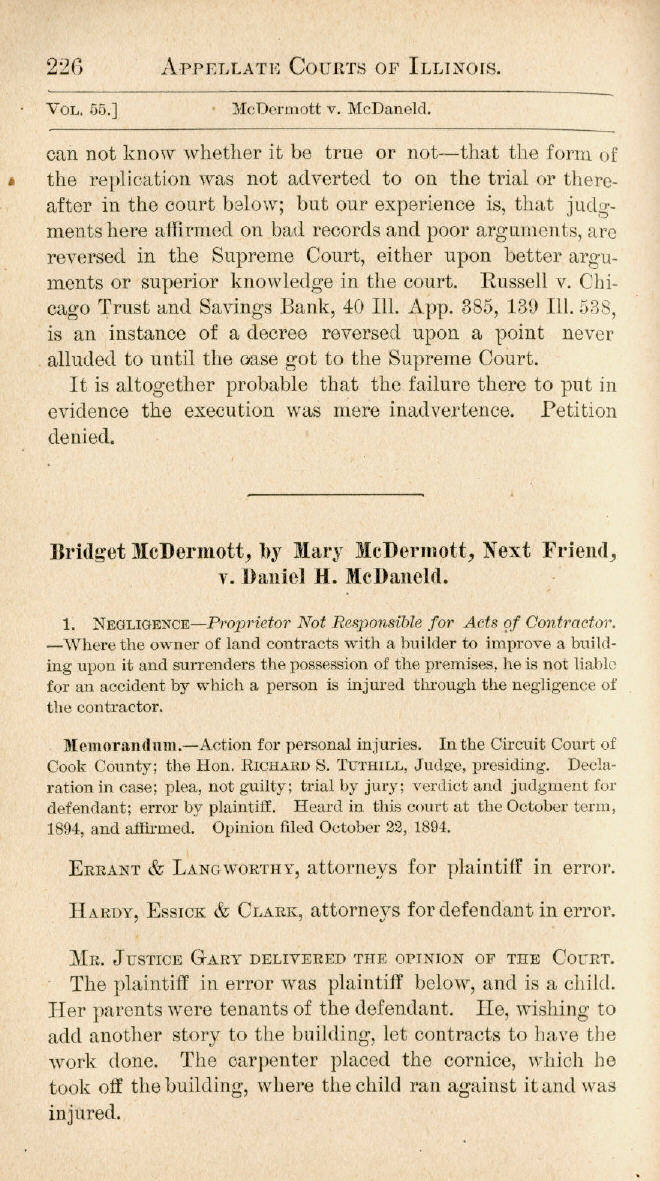 226 APPELLATE COURTS OF ILLINOIS.
VOL. 55.] McDermott v. McDaneld.
can not know whether it be true or not—that the form of
the replication was not adverted to on the trial or there-
after in the court below; but our experience is, that judg-
ments here affirmed on bad records and poor arguments, are
reversed in the Supreme Court, either upon better argu-
ments or superior knowledge in the court. Russell v. Chi-
cago Trust and Savings Bank, 40 Ill. App. 385, 139 Ill. 538,
is an instance of a decree reversed upon a point never
alluded to until the case got to the Supreme Court.
It is altogether probable that the failure there to put in
evidence the execution was mere inadvertence. Petition
denied.
Bridget McDermott, by Mary McDermott, Next Friend,
v. Daniel H. McDaneld.
1. NEGLIGENCE—Proprietor Not Responsible for Acts of Contractor.
—Where the owner of land contracts with a builder to improve a build-
ing upon it and surrenders the possession of the premises, he is not liable
for an accident by which a person is injured through the negligence of
the contractor.
Memorandum.—Action for personal injuries. In the Circuit Court of
Cook County; the Hon. RICHARD S. TUTHILL, Judge, presiding. Decla-
ration in case; plea, not guilty; trial by jury; verdict and judgment for
defendant; error by plaintiff. Heard in this court at the October term,
1894, and affirmed. Opinion filed October 22, 1894.
ERRANT & LANGWORTHY, attorneys for plaintiff in error.
HARDY, ESSICK & CLARK, attorneys for defendant in error.
MR. JUSTICE GARY DELIVERED THE OPINION OF THE COURT.
The plaintiff in error was plaintiff below, and is a child.
Her parents were tenants of the defendant. He, wishing to
add another story to the building, let contracts to have the
work done. The carpenter placed the cornice, which he
took off the building, where the child ran against it and was
injured.